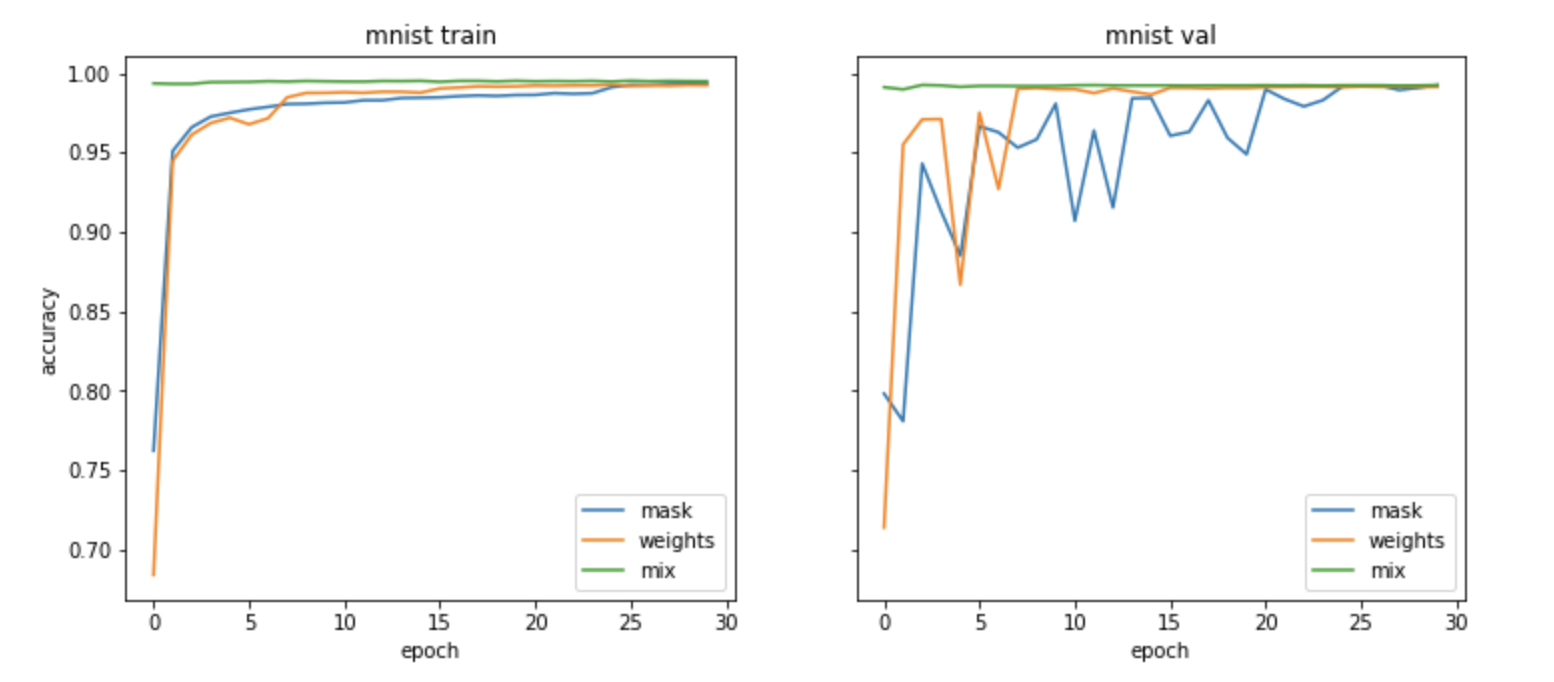 mnist train
accuracy
1.00
0.95
0.90
0.85
0.80
0.75
0.70
mask
weights
mix
0 5 10 15 20 25 30
epoch
mnist val
mask
weights
mix
0 5 10 15 20 25 30
epoch